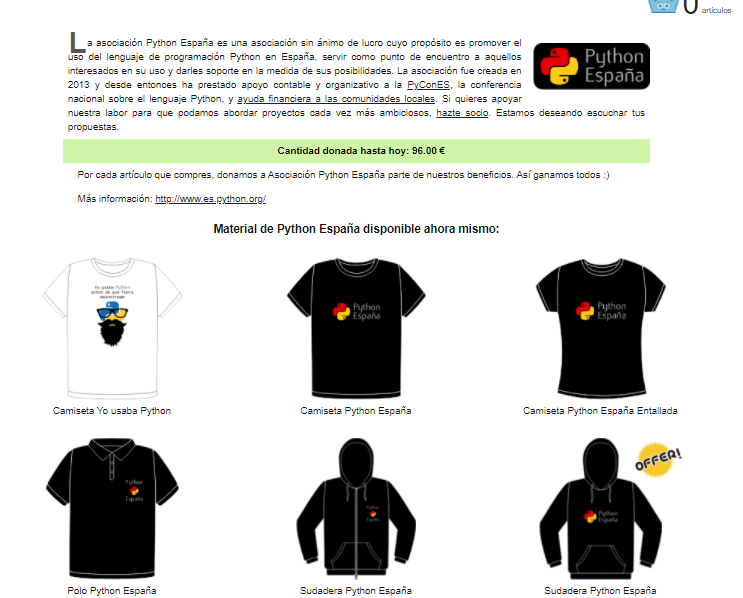 0 artículos
La asociación Python España es una asociación sin ánimo de lucro cuyo propósito es promover el
uso del lenguaje de programación Python en España, servir como punto de encuentro a aquellos
interesados en su uso y darles soporte en la medida de sus posibilidades. La asociación fue creada en
2013 y desde entonces ha prestado apoyo contable y organizativo a la PyConES, la conferencia
nacional sobre el lenguaje Python, y ayuda financiera a las comunidades locales. Si quieres apoyar
nuestra labor para que podamos abordar proyectos cada vez más ambiciosos, hazte socio. Estamos deseando escuchar tus
propuestas.
Python
España
Cantidad donada hasta hoy: 96.00 €
Por cada artículo que compres, donamos a Asociación Python España parte de nuestros beneficios. Así ganamos todos :)
Más información: http://www.es.python.org/
Material de Python España disponible ahora mismo:
Yo usaba Python
antes de que fuera
mainstream
Python
España
Python
España
Camiseta Yo usaba Python
Camiseta Python España
Camiseta Python España Entallada
Python
España
Python
España
Python
España
OFFER!
Polo Python España
Sudadera Python España
Sudadera Python España